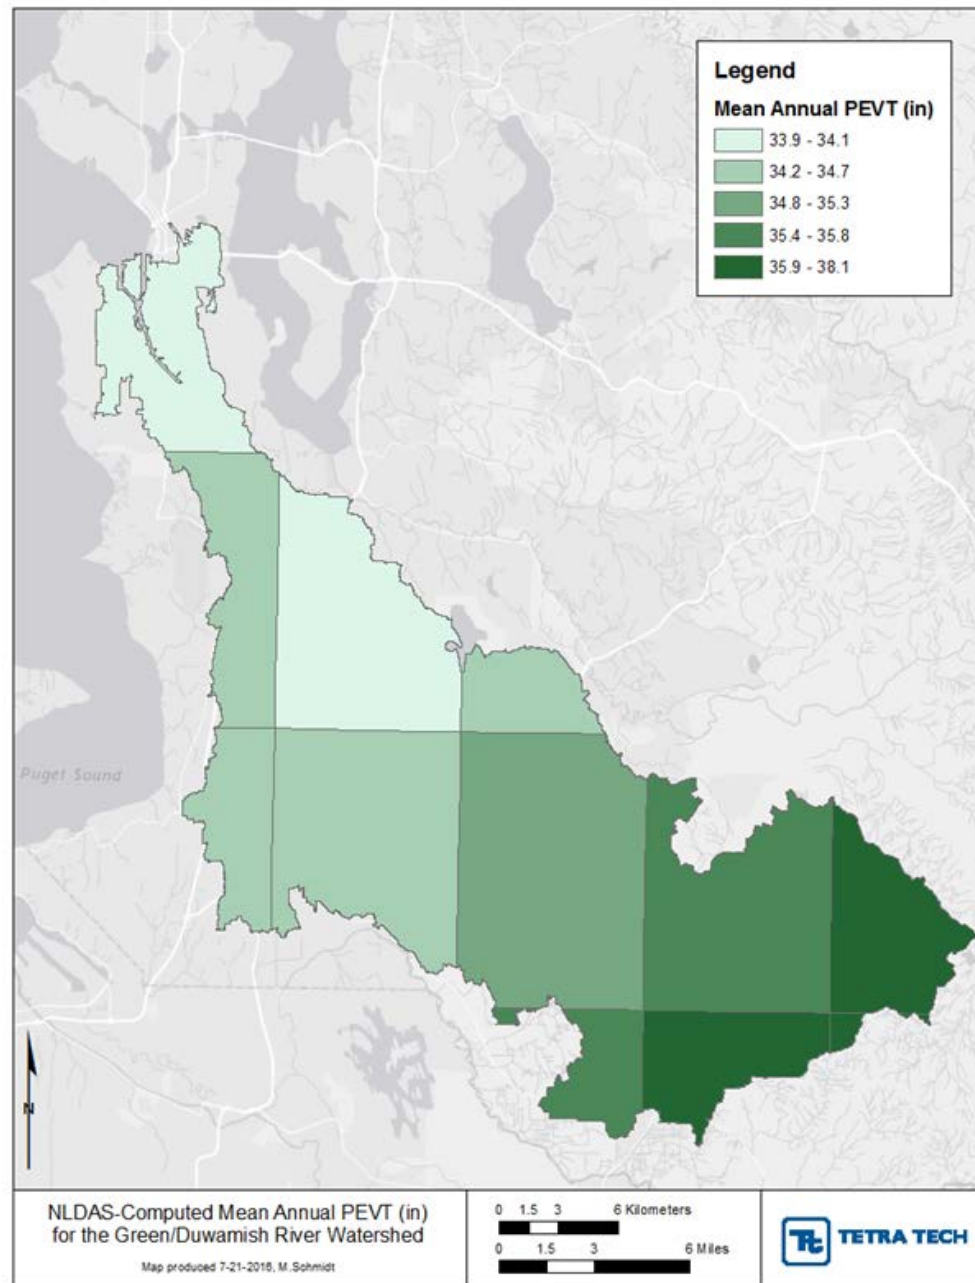 Legend
Mean Annual PEVT (in)
33.9 - 34.1
34.2 - 34.7
34.8 - 35.3
35.4 - 35.8
35.9 - 38.1
Puget Sound
N
NLDAS-Computed Mean Annual PEVT (in)
for the Green/Duwamish River Watershed
Map produced 7-21-2016, M.Schmidt
0 1.5 3 6 Kilometers
0 1.5 3 6 Miles
Tt TETRA TECH